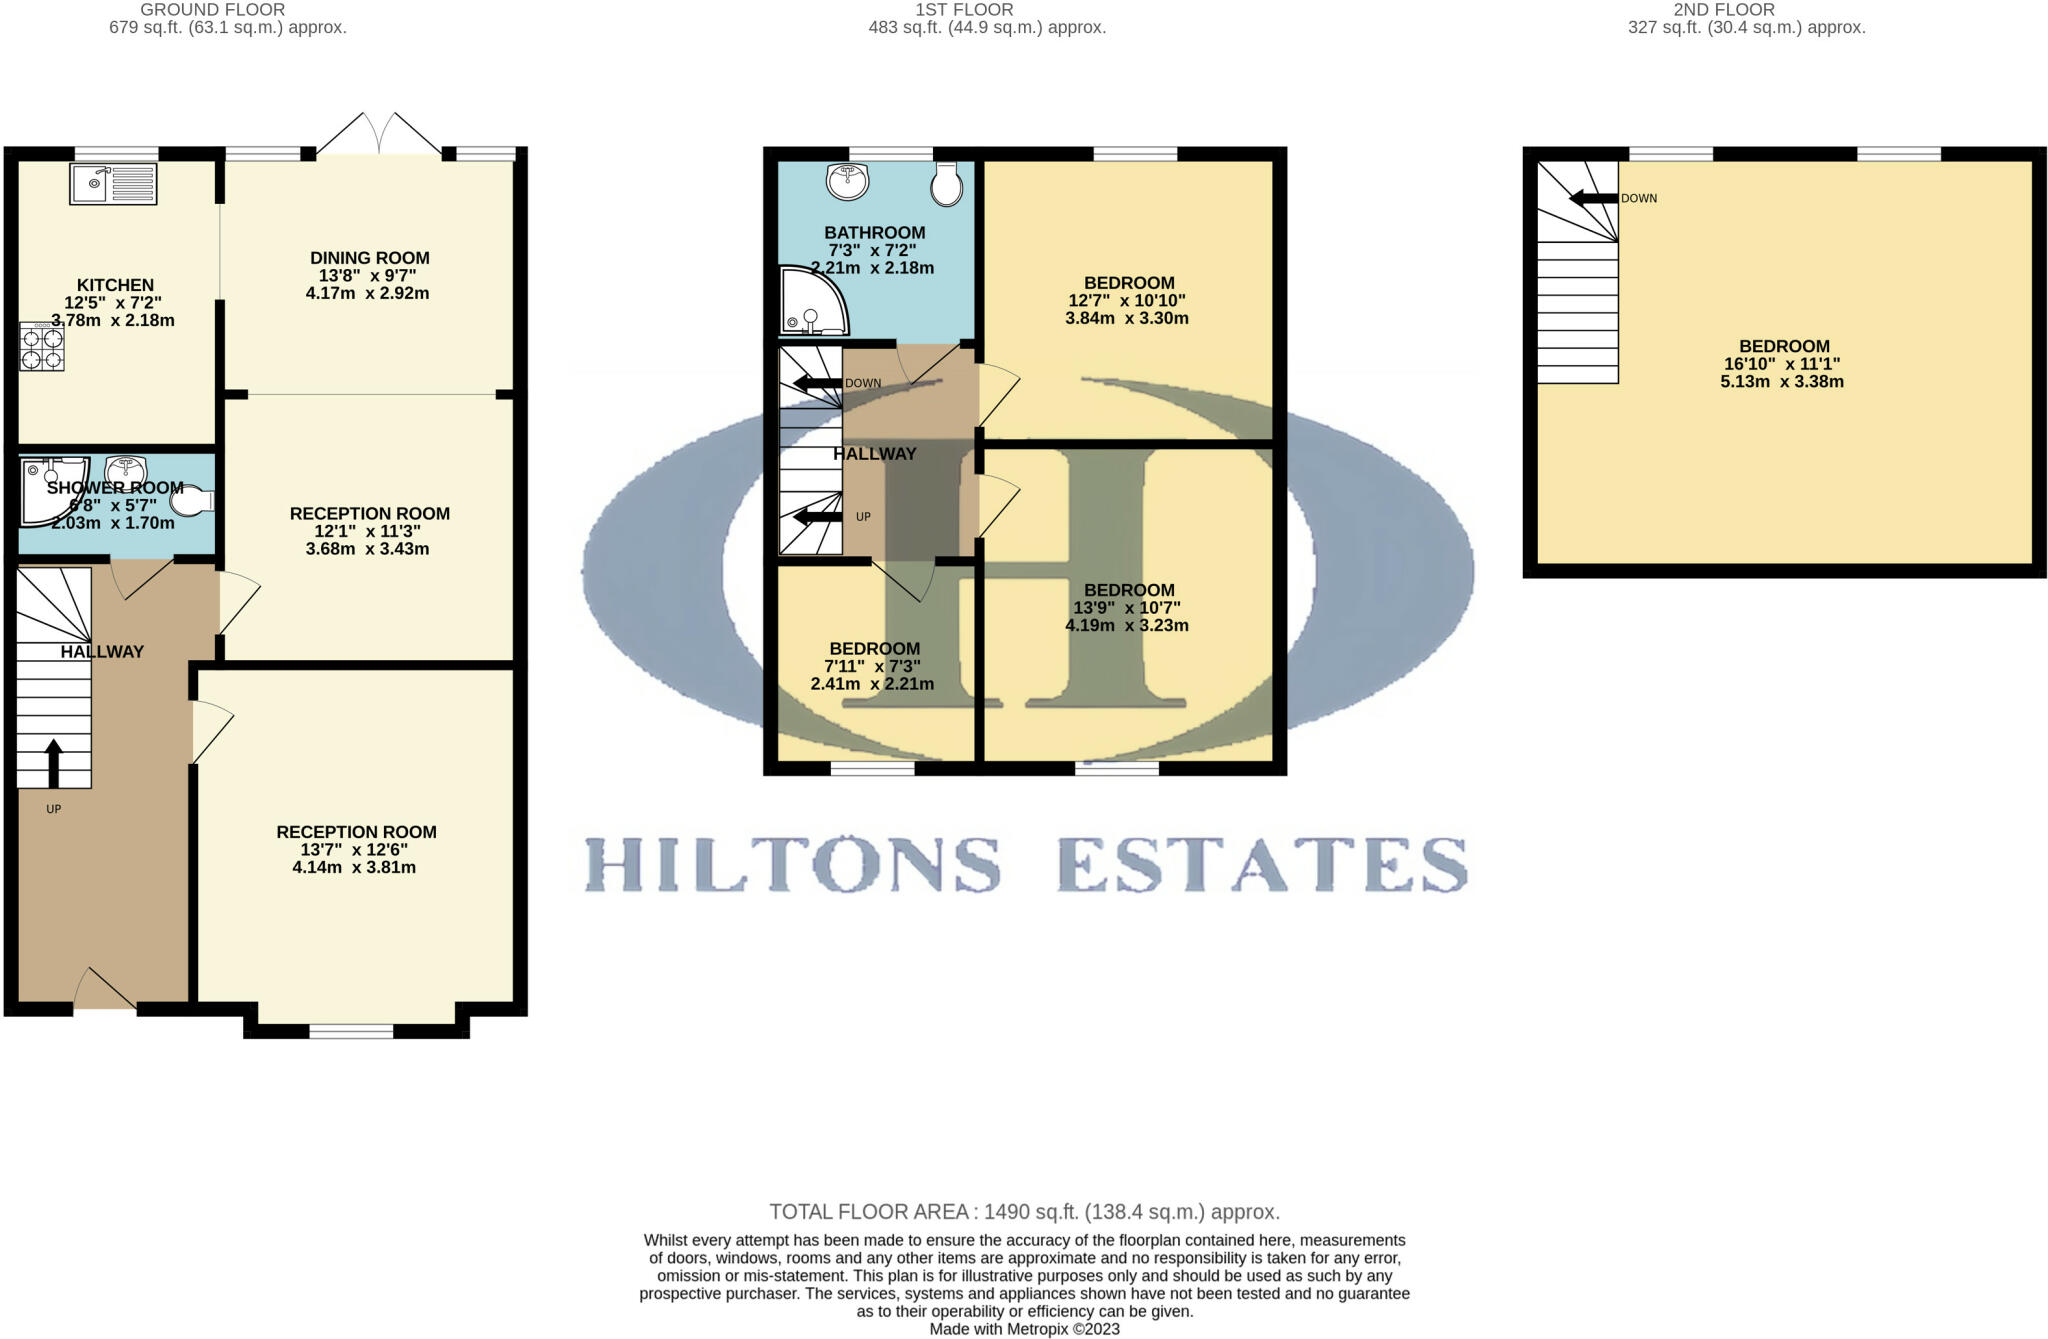 GROUND FLOOR
679 sq.ft. (63.1 sq.m.) approx.
KITCHEN
12'5" x 7'2"
3.78m x 2.18m
DINING ROOM
13'8" x 9'7"
4.17m x 2.92m
SHOWER ROOM
6'8" x 5'7"
2.03m x 1.70m
RECEPTION ROOM
12'1" x 11'3"
3.68m x 3.43m
HALLWAY
UP
RECEPTION ROOM
13'7" x 12'6"
4.14m x 3.81m
1ST FLOOR
483 sq.ft. (44.9 sq.m.) approx.
BATHROOM
7'3" x 7'2"
2.21m x 2.18m
BEDROOM
12'7" x 10'10"
3.84m x 3.30m
DOWN
HALLWAY
UP
BEDROOM
13'9" x 10'7"
4.19m x 3.23m
BEDROOM
7'11" x 7'3"
2.41m x 2.21m
H
HILTONS ESTATES
2ND FLOOR
327 sq.ft. (30.4 sq.m.) approx.
DOWN
BEDROOM
16'10" x 11'1"
5.13m x 3.38m
TOTAL FLOOR AREA : 1490 sq.ft. (138.4 sq.m.) approx.
Whilst every attempt has been made to ensure the accuracy of the floorplan contained here, measurements
of doors, windows, rooms and any other items are approximate and no responsibility is taken for any error,
omission or mis-statement. This plan is for illustrative purposes only and should be used as such by any
prospective purchaser. The services, systems and appliances shown have not been tested and no guarantee
as to their operability or efficiency can be given.
Made with Metropix ©2023